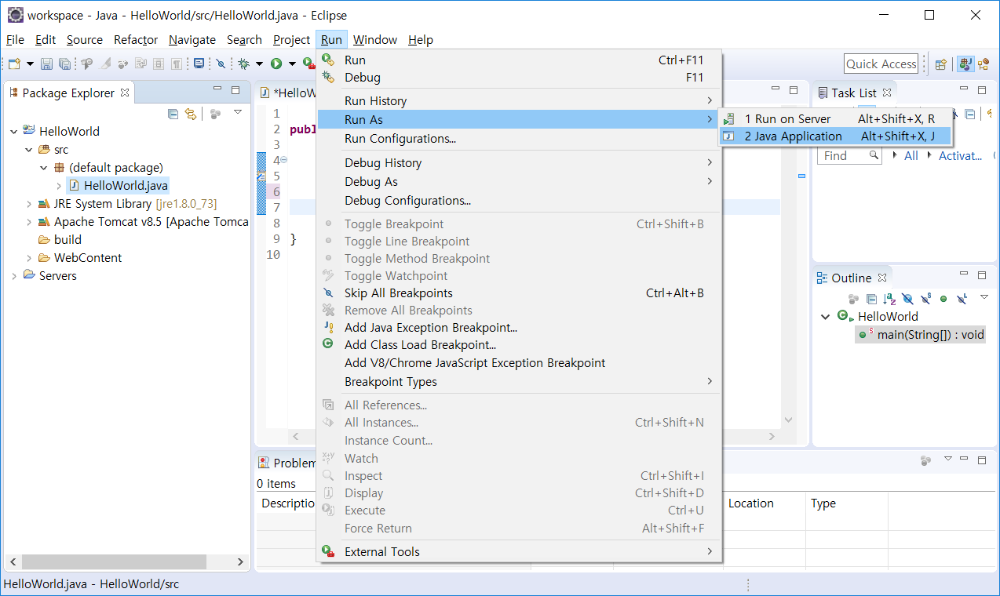 workspace - Java - HelloWorld/src/HelloWorld.java - Eclipse
File Edit Source Refactor Navigate Search Project Run Window Help
Quick Access
Package Explorer
HelloWorld
src
(default package)
HelloWorld.java
JRE System Library [jre1.8.0_73]
Apache Tomcat v8.5 [Apache Tomca
build
WebContent
Servers
*HelloW
1
2 publ
3
4
5
6
7
8
9 }
10
Run Ctrl+F11
Debug F11
Run History
Run As
Run Configurations...
Debug History
Debug As
Debug Configurations...
Toggle Breakpoint Ctrl+Shift+B
Toggle Line Breakpoint
Toggle Method Breakpoint
Toggle Watchpoint
Skip All Breakpoints Ctrl+Alt+B
Remove All Breakpoints
Add Java Exception Breakpoint...
Add Class Load Breakpoint...
Add V8/Chrome JavaScript Exception Breakpoint
Breakpoint Types
All References...
All Instances... Ctrl+Shift+N
Instance Count...
Watch
Inspect Ctrl+Shift+I
Display Ctrl+Shift+D
Execute Ctrl+U
Force Return Alt+Shift+F
External Tools
1 Run on Server Alt+Shift+X, R
2 Java Application Alt+Shift+X, J
Task List
Find All Activat...
Outline
HelloWorld
main(String[]) : void
Problem
0 items
Descriptio Location Type
HelloWorld.java - HelloWorld/src